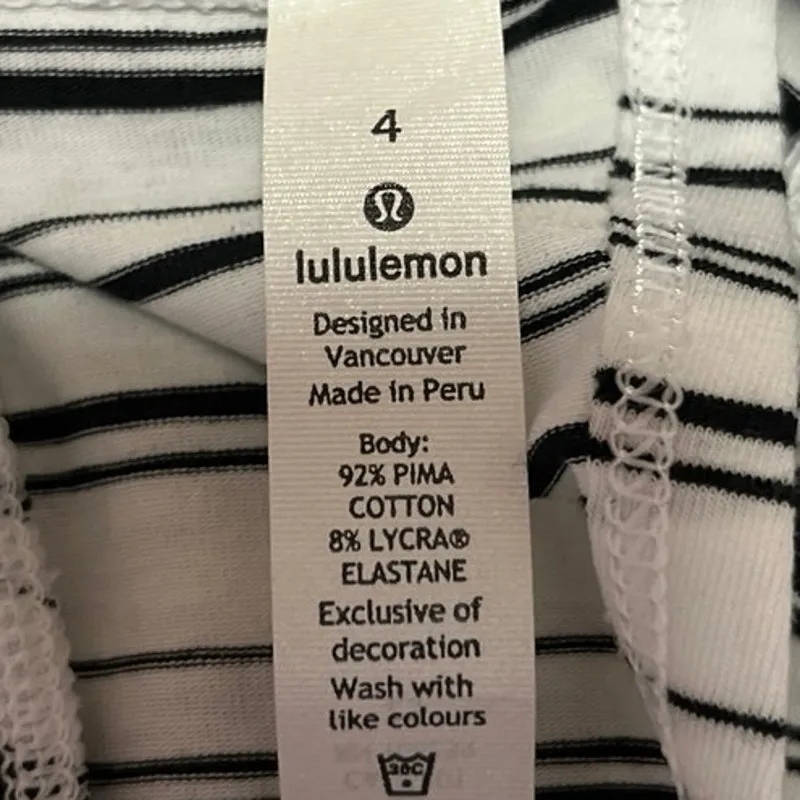 4
lululemon
Designed in
Vancouver
Made in Peru
Body:
92% PIMA
COTTON
8% LYCRA®
ELASTANE
Exclusive of
decoration
Wash with
like colours
30C